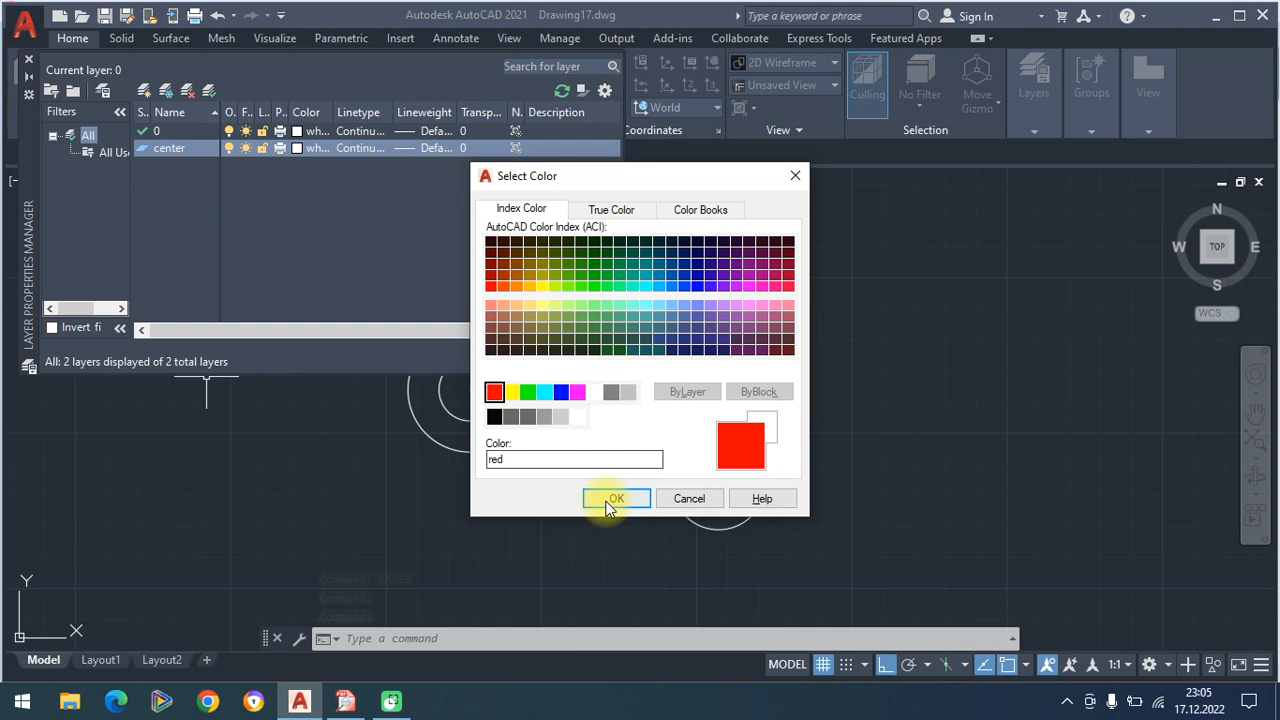 Autodesk AutoCAD 2021 Drawing17.dwg
Type a keyword or phrase
Sign In
Home Solid Surface Mesh Visualize Parametric Insert Annotate View Manage Output Add-ins Collaborate Express Tools Featured Apps
Current layer: 0
Search for layer
Filters
S.. Name O. F.. L.. P.. Color Linetype Lineweight Transp... N. Description
All
All Us
0 wh... Continu... Defa... 0
center wh... Continu... Defa... 0
Invert fi
All: 2 layers displayed of 2 total layers
LAYER PROPERTIES MANAGER
2D Wireframe
Unsaved View
World
Coordinates
View
Culling
No Filter
Move
Gizmo
Selection
Layers
Groups
View
Select Color
Index Color True Color Color Books
AutoCAD Color Index (ACI):
ByLayer ByBlock
Color:
red
OK Cancel Help
N
W TOP E
S
WCS
Y
X
Command: LAYER
Command:
Command:
Type a command
Model Layout1 Layout2 +
MODEL
1:1
23:05
17.12.2022